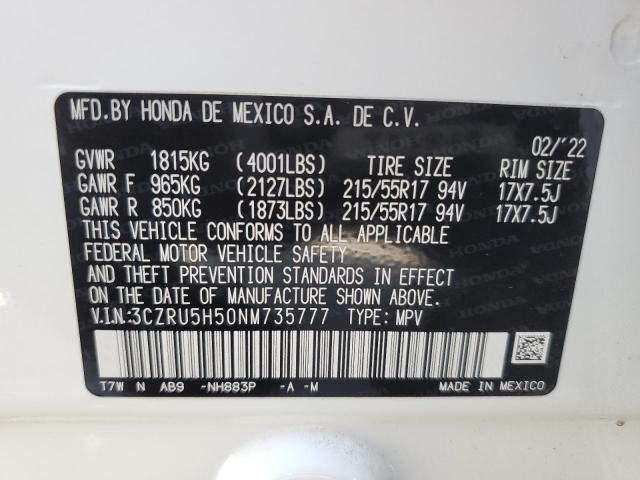 MFD.BY HONDA DE MEXICO S.A. DE C.V.
02/'22
GVWR 1815KG (4001LBS) TIRE SIZE RIM SIZE
GAWR F 965KG (2127LBS) 215/55R17 94V 17X7.5J
GAWR R 850KG (1873LBS) 215/55R17 94V 17X7.5J
THIS VEHICLE CONFORMS TO ALL APPLICABLE
FEDERAL MOTOR VEHICLE SAFETY
AND THEFT PREVENTION STANDARDS IN EFFECT
ON THE DATE OF MANUFACTURE SHOWN ABOVE.
V.I.N.:3CZRU5H50NM735777 TYPE: MPV
T7W N AB9 -NH883P -A -M MADE IN MEXICO